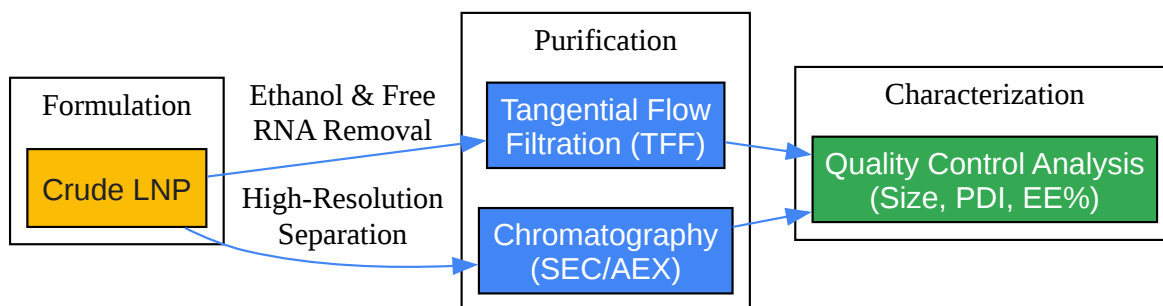 Formulation
Crude LNP
Ethanol & Free
RNA Removal
High-Resolution
Separation
Purification
Tangential Flow
Filtration (TFF)
Chromatography
(SEC/AEX)
Characterization
Quality Control Analysis
(Size, PDI, EE%)